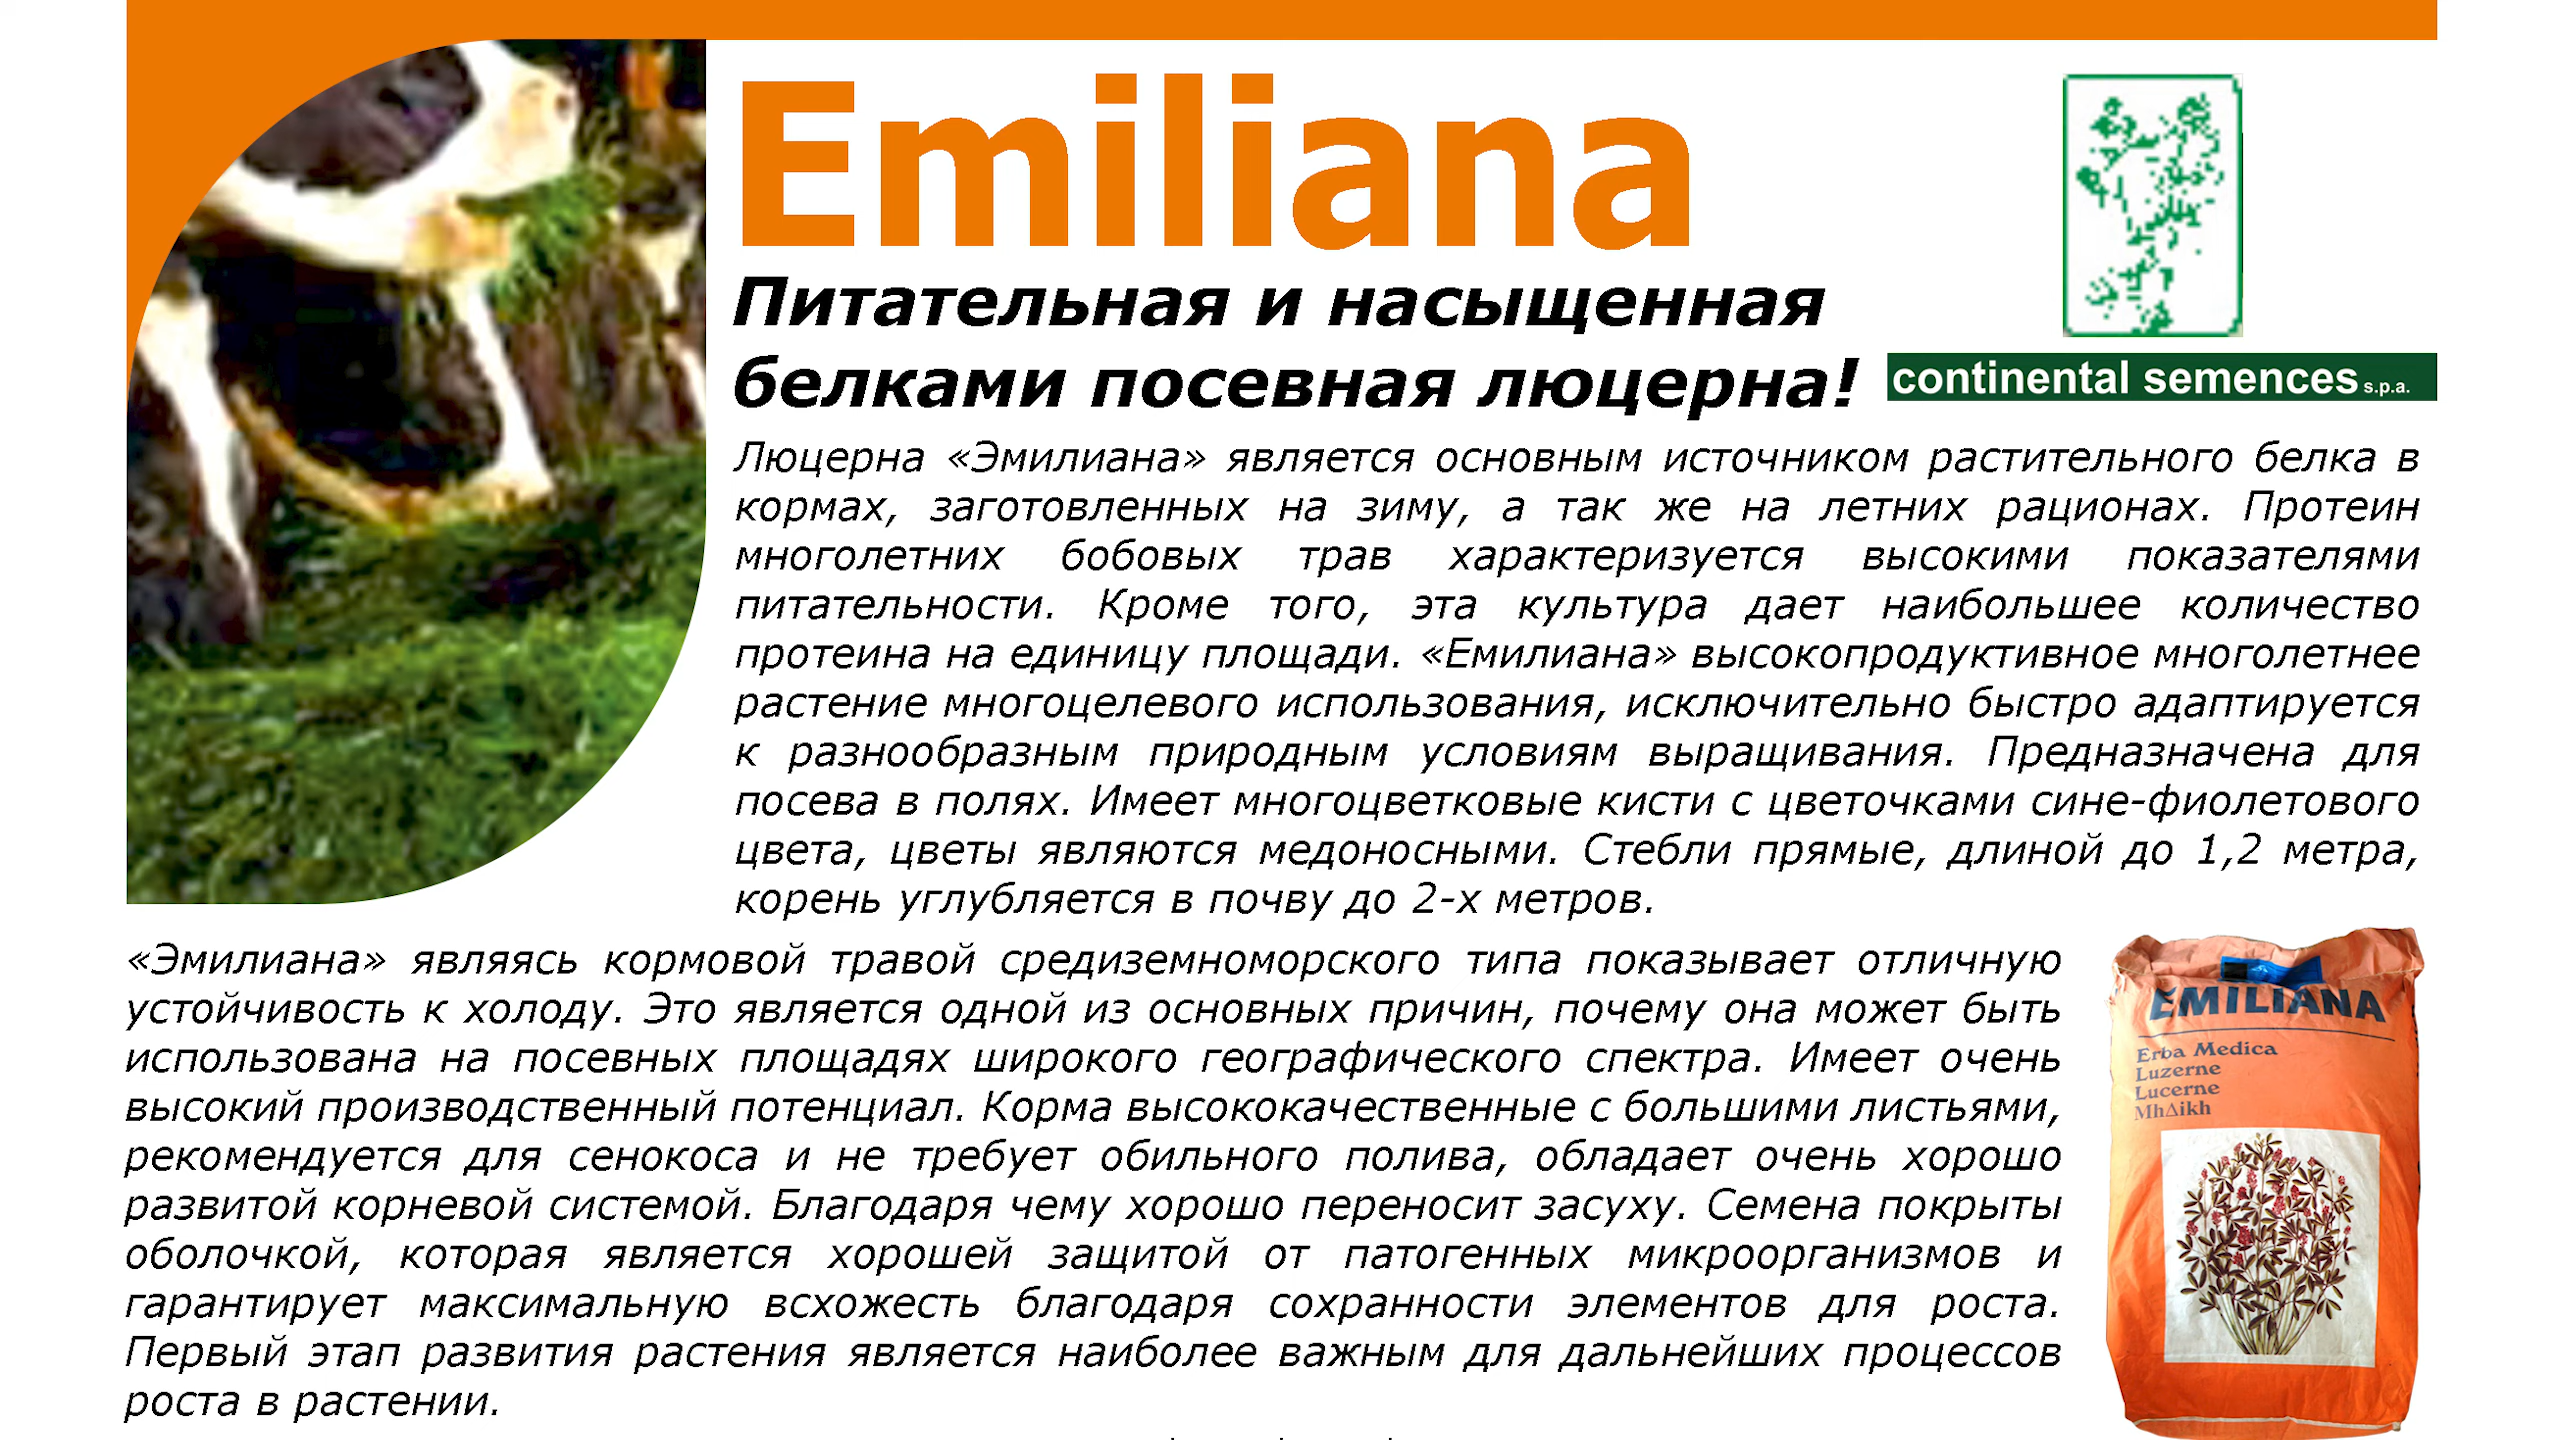 Emiliana
Питательная и насыщенная
белками посевная люцерна!
continental semences s.p.a.
Люцерна «Эмилиана» является основным источником растительного белка в
кормах, заготовленных на зиму, а так же на летних рационах. Протеин
многолетних бобовых трав характеризуется высокими показателями
питательности. Кроме того, эта культура дает наибольшее количество
протеина на единицу площади. «Емилиана» высокопродуктивное многолетнее
растение многоцелевого использования, исключительно быстро адаптируется
к разнообразным природным условиям выращивания. Предназначена для
посева в полях. Имеет многоцветковые кисти с цветочками сине-фиолетового
цвета, цветы являются медоносными. Стебли прямые, длиной до 1,2 метра,
корень углубляется в почву до 2-х метров.
«Эмилиана» являясь кормовой травой средиземноморского типа показывает отличную
устойчивость к холоду. Это является одной из основных причин, почему она может быть
использована на посевных площадях широкого географического спектра. Имеет очень
высокий производственный потенциал. Корма высококачественные с большими листьями,
рекомендуется для сенокоса и не требует обильного полива, обладает очень хорошо
развитой корневой системой. Благодаря чему хорошо переносит засуху. Семена покрыты
оболочкой, которая является хорошей защитой от патогенных микроорганизмов и
гарантирует максимальную всхожесть благодаря сохранности элементов для роста.
Первый этап развития растения является наиболее важным для дальнейших процессов
роста в растении.
EMILIANA
Erba Medica
Luzerne
Lucerne
MhΔikh